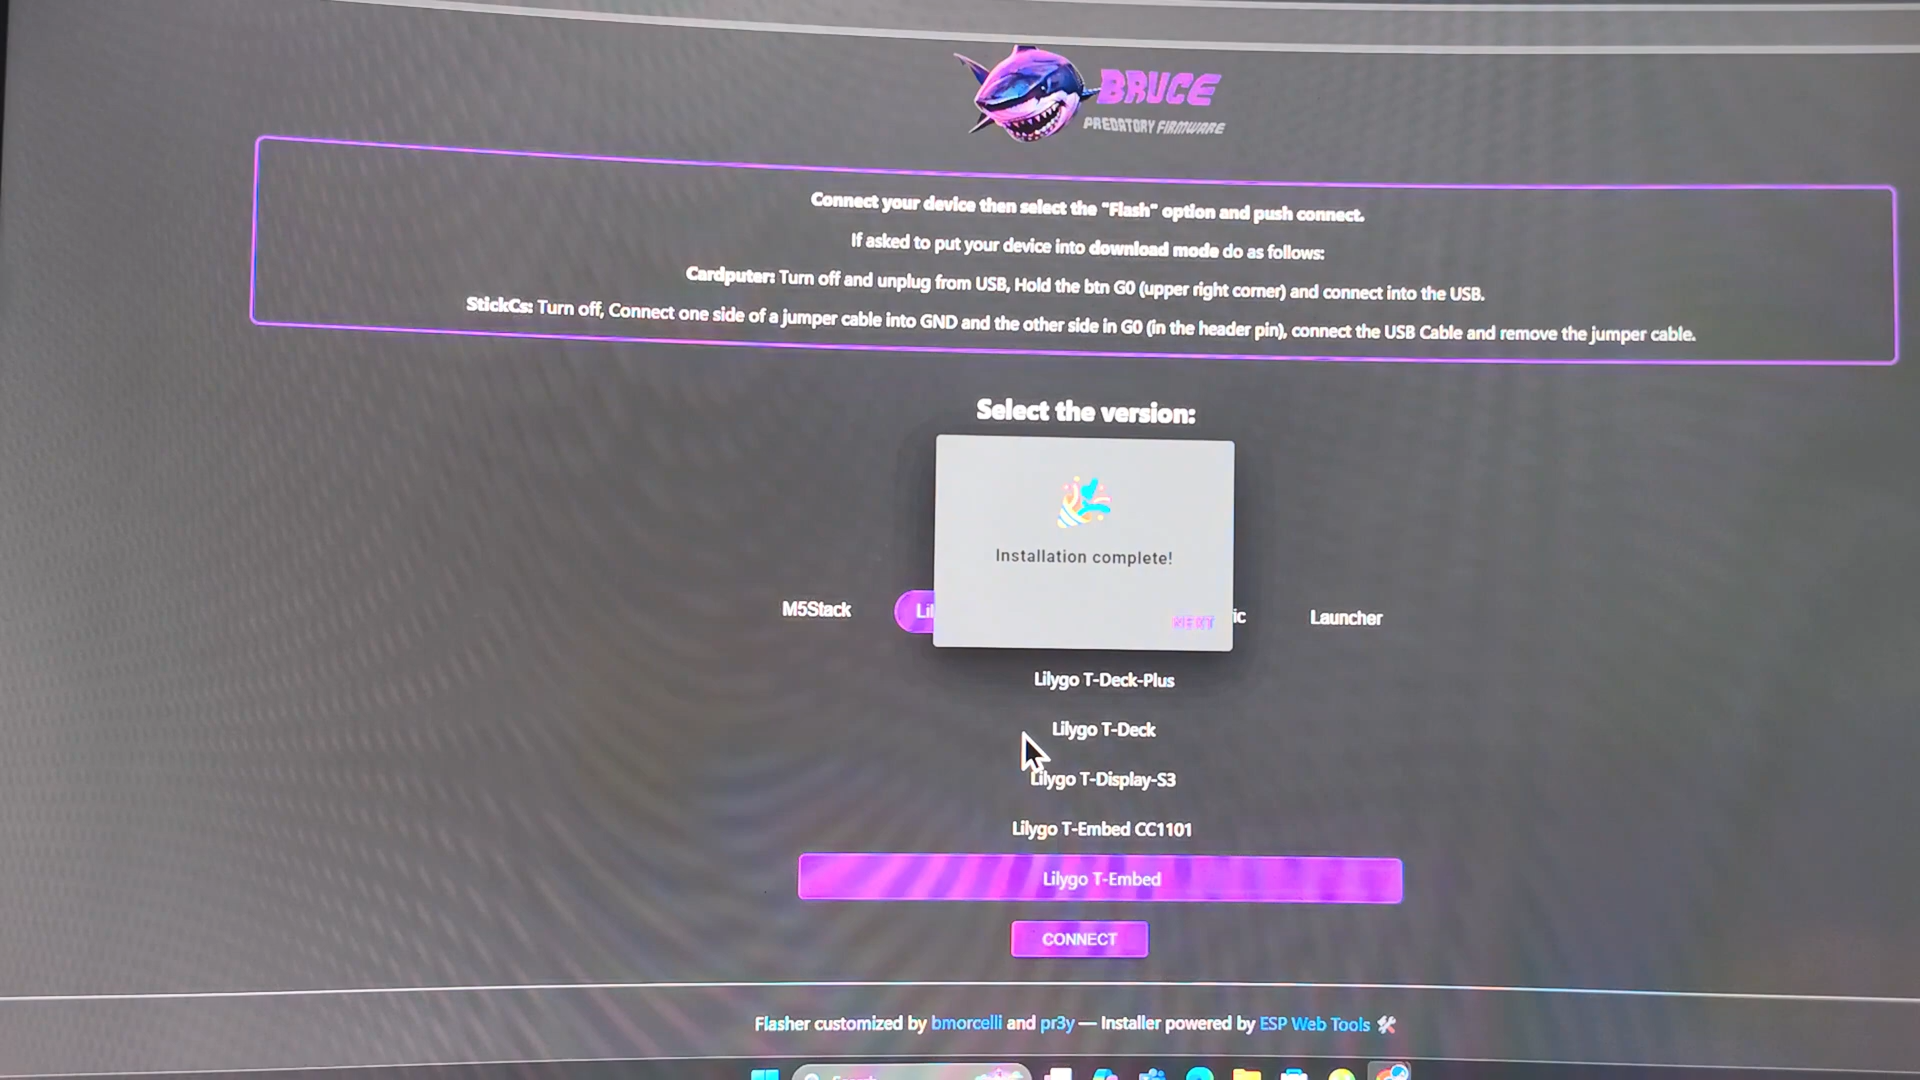 BRUCE
PREDATORY FIRMWARE
Connect your device then select the "Flash" option and push connect.
If asked to put your device into download mode do as follows:
Cardputer: Turn off and unplug from USB, Hold the btn G0 (upper right corner) and connect into the USB.
StickCs: Turn off, Connect one side of a jumper cable into GND and the other side in G0 (in the header pin), connect the USB Cable and remove the jumper cable.
Select the version:
Installation complete!
NEXT
M5Stack Lil ic Launcher
Lilygo T-Deck-Plus
Lilygo T-Deck
Lilygo T-Display-S3
Lilygo T-Embed CC1101
Lilygo T-Embed
CONNECT
Flasher customized by bmorcelli and pr3y — Installer powered by ESP Web Tools 🛠